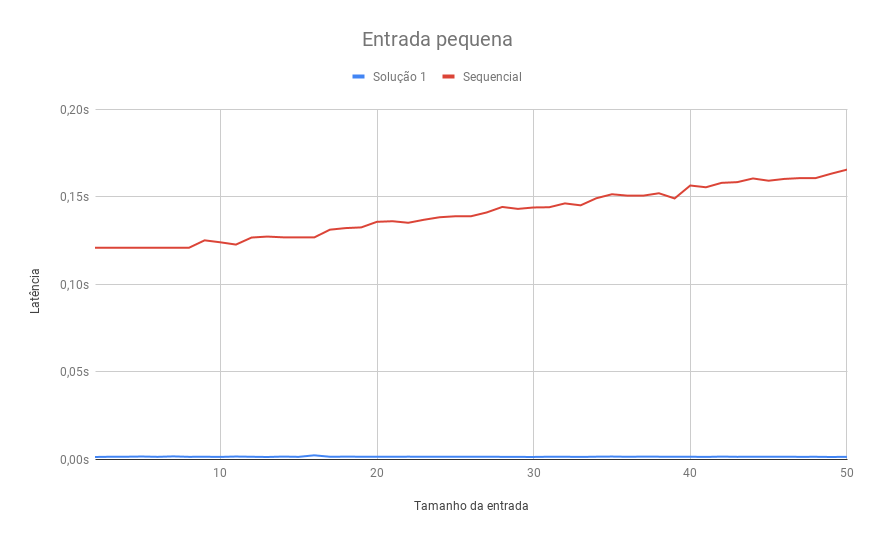 Entrada pequena
Solução 1 Sequencial
0,20s
0,15s
0,10s
0,05s
0,00s
Latência
10 20 30 40 50
Tamanho da entrada